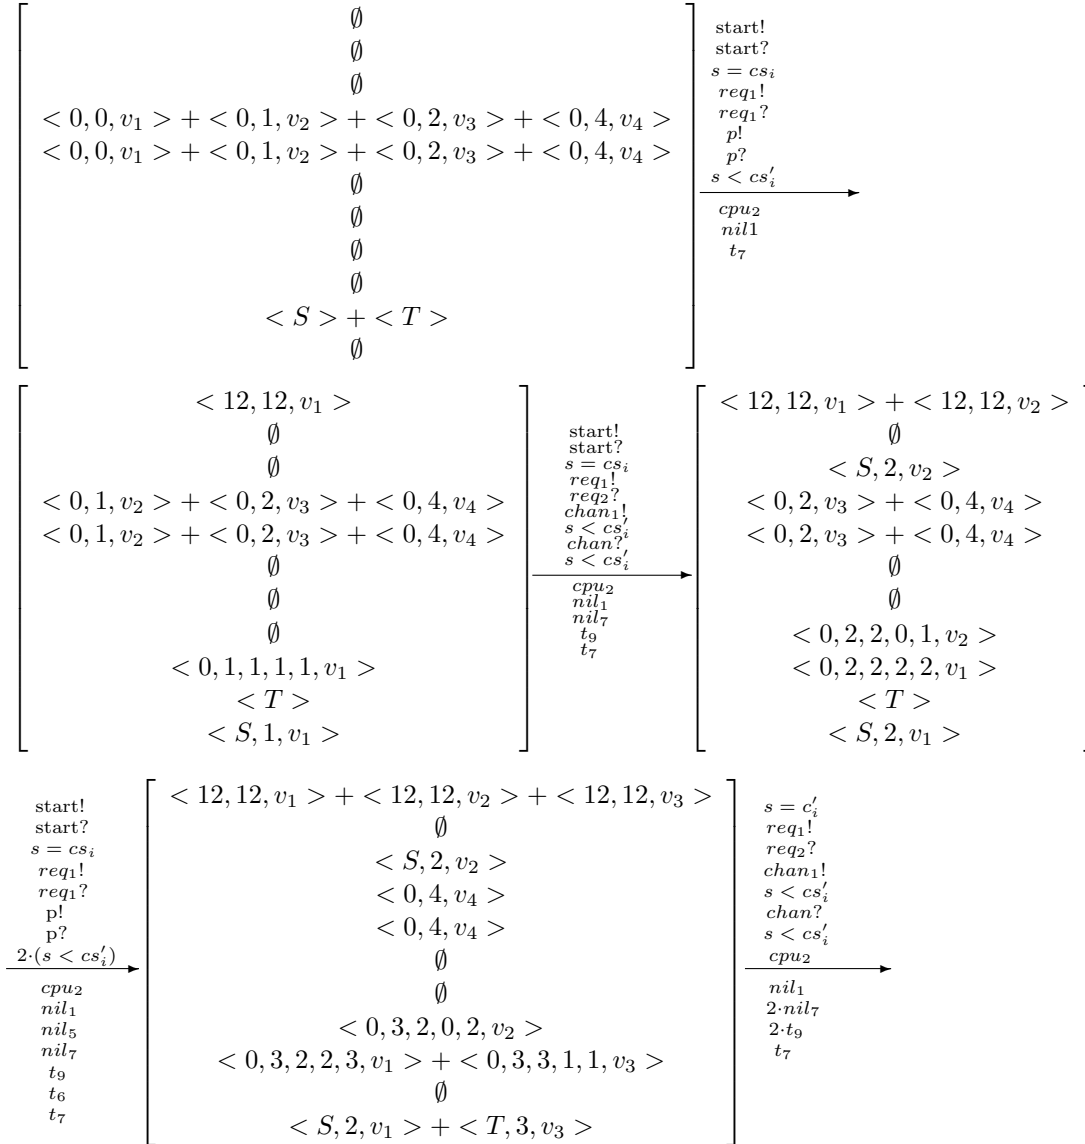 ∅
∅
∅
< 0, 0, v₁ > + < 0, 1, v₂ > + < 0, 2, v₃ > + < 0, 4, v₄ >
< 0, 0, v₁ > + < 0, 1, v₂ > + < 0, 2, v₃ > + < 0, 4, v₄ >
∅
∅
∅
∅
< S > + < T >
∅
start!
start?
s = csᵢ
req₁!
req₁?
p!
p?
s < cs′ᵢ
cpu₂
nil1
t₇
< 12, 12, v₁ >
∅
∅
< 0, 1, v₂ > + < 0, 2, v₃ > + < 0, 4, v₄ >
< 0, 1, v₂ > + < 0, 2, v₃ > + < 0, 4, v₄ >
∅
∅
∅
< 0, 1, 1, 1, 1, v₁ >
< T >
< S, 1, v₁ >
start!
start?
s = csᵢ
req₁!
req₂?
chan₁!
s < cs′ᵢ
chan?
s < cs′ᵢ
cpu₂
nil₁
nil₇
t₉
t₇
< 12, 12, v₁ > + < 12, 12, v₂ >
∅
< S, 2, v₂ >
< 0, 2, v₃ > + < 0, 4, v₄ >
< 0, 2, v₃ > + < 0, 4, v₄ >
∅
∅
< 0, 2, 2, 0, 1, v₂ >
< 0, 2, 2, 2, 2, v₁ >
< T >
< S, 2, v₁ >
start!
start?
s = csᵢ
req₁!
req₁?
p!
p?
2·(s < cs′ᵢ)
cpu₂
nil₁
nil₅
nil₇
t₉
t₆
t₇
< 12, 12, v₁ > + < 12, 12, v₂ > + < 12, 12, v₃ >
∅
< S, 2, v₂ >
< 0, 4, v₄ >
< 0, 4, v₄ >
∅
∅
< 0, 3, 2, 0, 2, v₂ >
< 0, 3, 2, 2, 3, v₁ > + < 0, 3, 3, 1, 1, v₃ >
∅
< S, 2, v₁ > + < T, 3, v₃ >
s = c′ᵢ
req₁!
req₂?
chan₁!
s < cs′ᵢ
chan?
s < cs′ᵢ
cpu₂
nil₁
2·nil₇
2·t₉
t₇